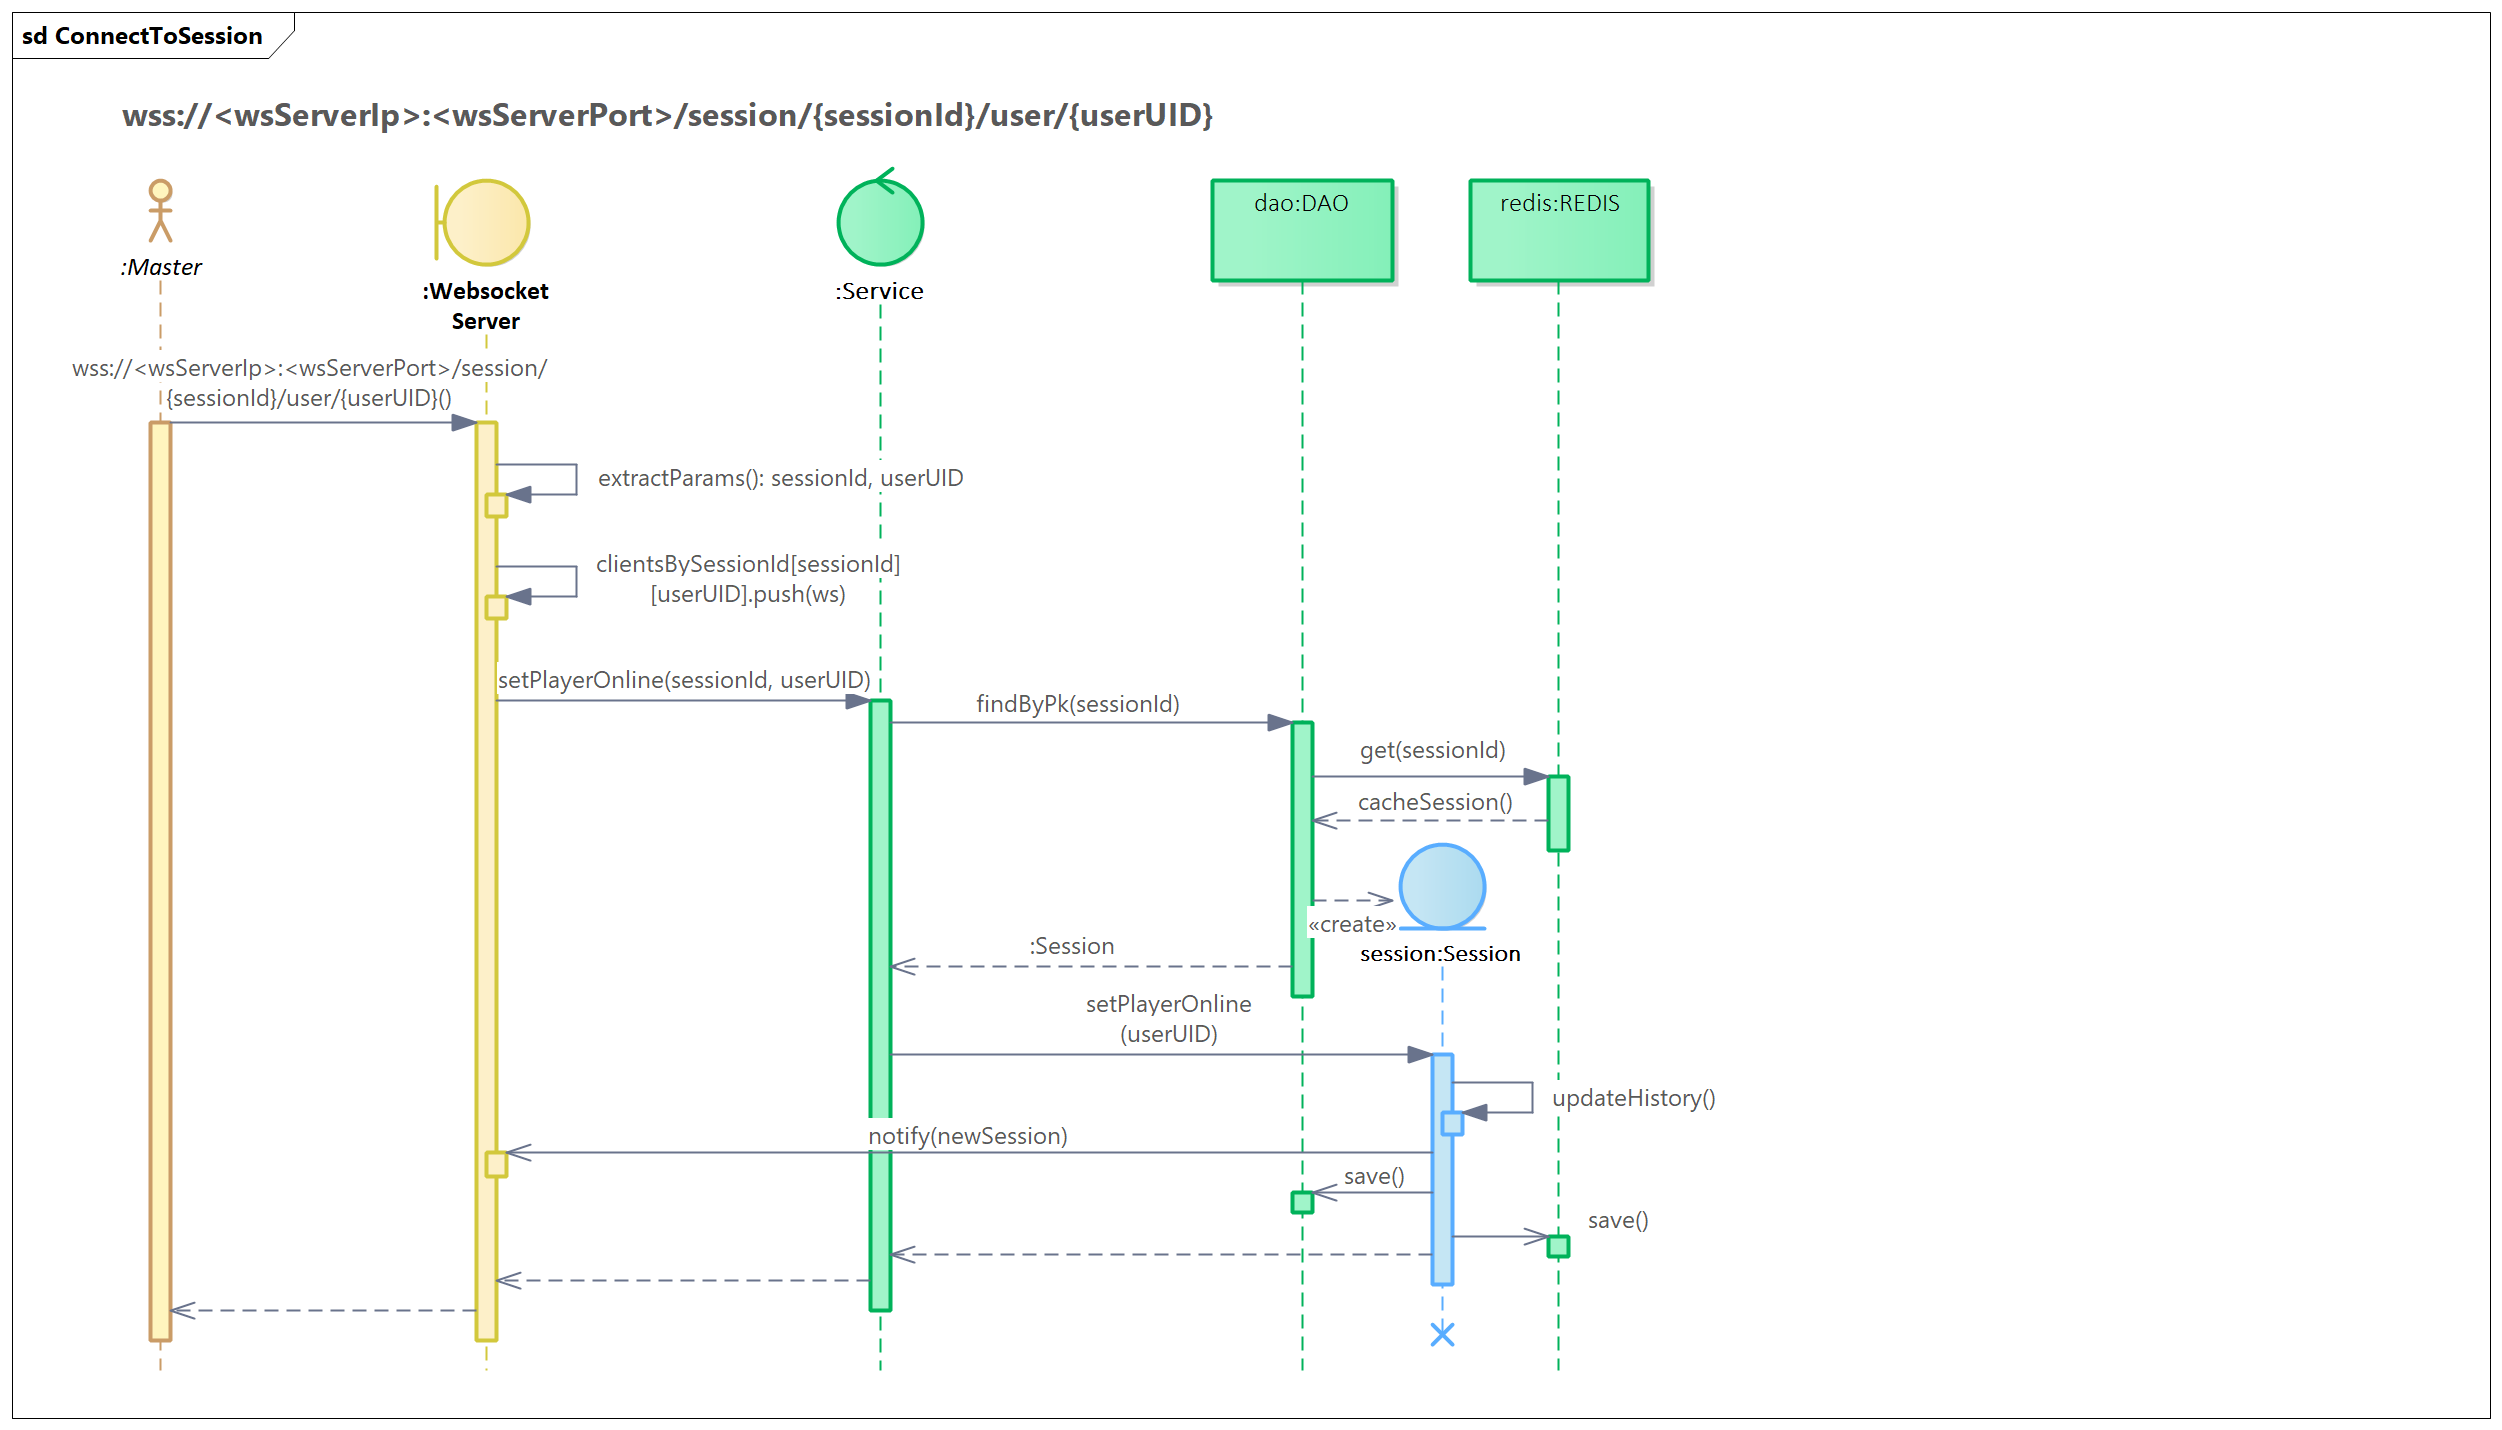 sd ConnectToSession
wss://<wsServerIp>:<wsServerPort>/session/{sessionId}/user/{userUID}
dao:DAO
redis:REDIS
:Master
:Websocket
Server
:Service
wss://<wsServerIp>:<wsServerPort>/session/
{sessionId}/user/{userUID}()
extractParams(): sessionId, userUID
clientsBySessionId[sessionId]
[userUID].push(ws)
setPlayerOnline(sessionId, userUID)
findByPk(sessionId)
get(sessionId)
cacheSession()
«create»
:Session
session:Session
setPlayerOnline
(userUID)
updateHistory()
notify(newSession)
save()
save()